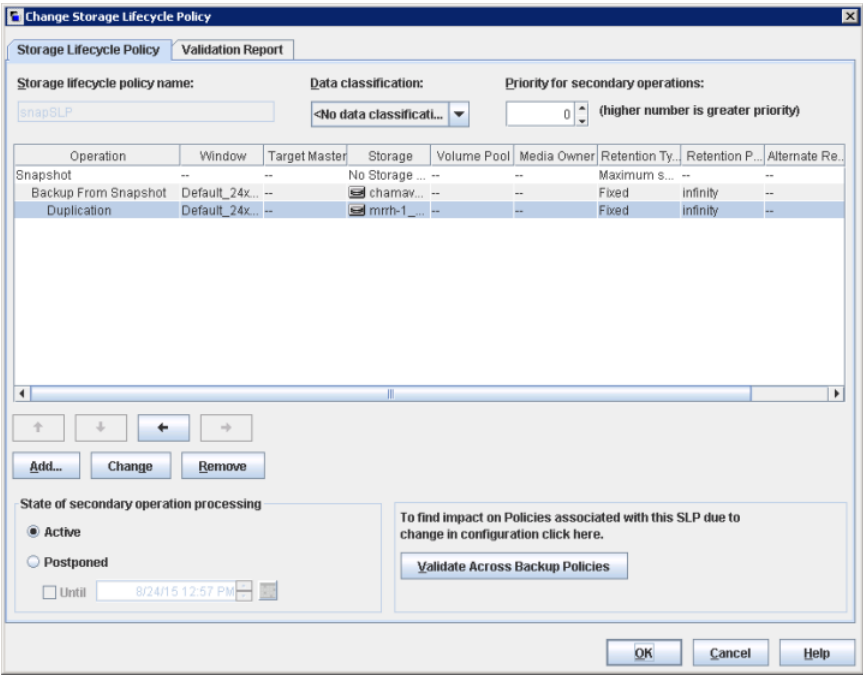 Change Storage Lifecycle Policy
Storage Lifecycle Policy Validation Report
Storage lifecycle policy name: Data classification: Priority for secondary operations:
snapSLP <No data classificati... 0 (higher number is greater priority)
Operation Window Target Master Storage Volume Pool Media Owner Retention Ty... Retention P... Alternate Re...
Snapshot -- -- No Storage ... -- -- Maximum s... -- --
Backup From Snapshot Default_24x... -- chamav... -- -- Fixed infinity --
Duplication Default_24x... -- mrrh-1_... -- -- Fixed infinity --
Add... Change Remove
State of secondary operation processing
Active
Postponed
Until 8/24/15 12:57 PM
To find impact on Policies associated with this SLP due to
change in configuration click here.
Validate Across Backup Policies
OK Cancel Help